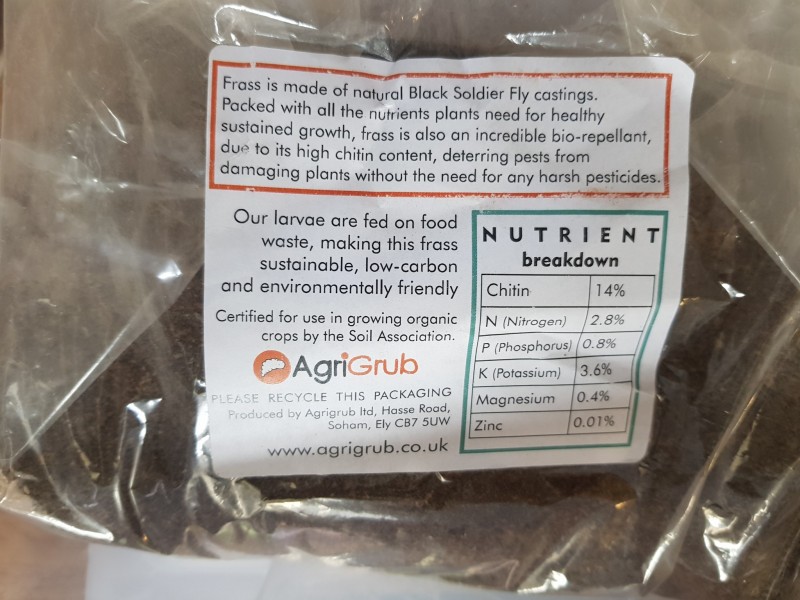 Frass is made of natural Black Soldier Fly castings.
Packed with all the nutrients plants need for healthy
sustained growth, frass is also an incredible bio-repellant,
due to its high chitin content, deterring pests from
damaging plants without the need for any harsh pesticides.
Our larvae are fed on food
waste, making this frass
sustainable, low-carbon
and environmentally friendly
Certified for use in growing organic
crops by the Soil Association.
AgriGrub
PLEASE RECYCLE THIS PACKAGING
Produced by Agrigrub ltd, Hasse Road,
Soham, Ely CB7 5UW
www.agrigrub.co.uk
NUTRIENT
breakdown
Chitin 14%
N (Nitrogen) 2.8%
P (Phosphorus) 0.8%
K (Potassium) 3.6%
Magnesium 0.4%
Zinc 0.01%